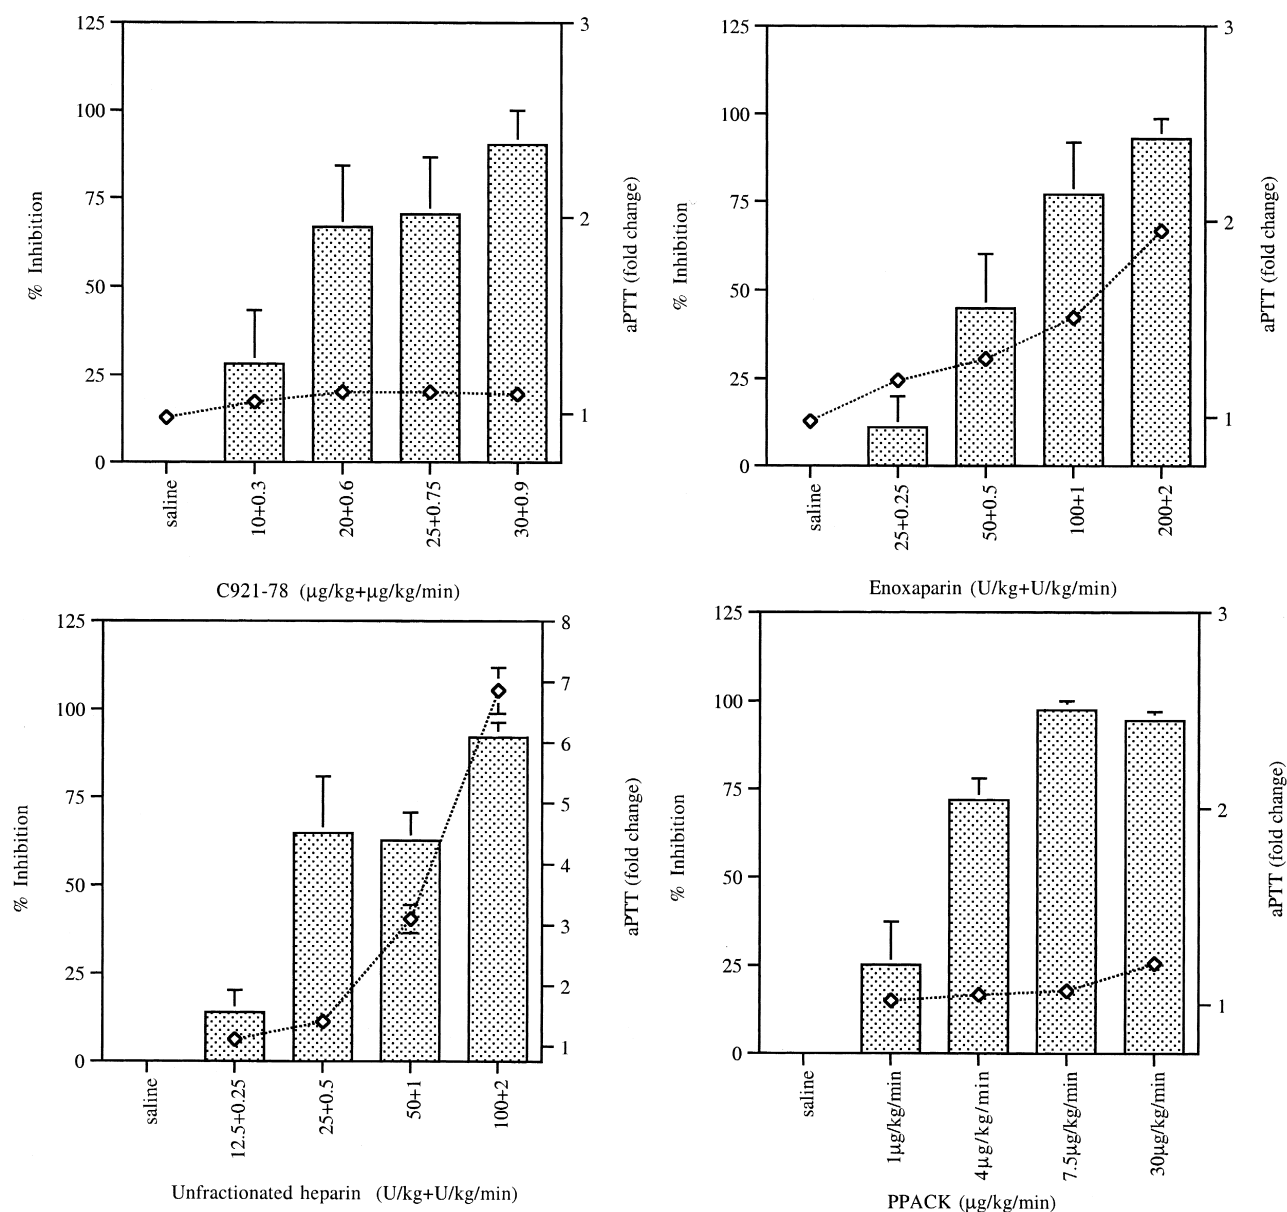 125
100
75
50
25
0
% Inhibition
3
2
1
aPTT (fold change)
saline
10+0.3
20+0.6
25+0.75
30+0.9
C921-78 (μg/kg+μg/kg/min)
125
100
75
50
25
0
% Inhibition
3
2
1
aPTT (fold change)
saline
25+0.25
50+0.5
100+1
200+2
Enoxaparin (U/kg+U/kg/min)
125
100
75
50
25
0
% Inhibition
8
7
6
5
4
3
2
1
aPTT (fold change)
saline
12.5+0.25
25+0.5
50+1
100+2
Unfractionated heparin (U/kg+U/kg/min)
125
100
75
50
25
0
% Inhibition
3
2
1
aPTT (fold change)
saline
1μg/kg/min
4μg/kg/min
7.5μg/kg/min
30μg/kg/min
PPACK (μg/kg/min)